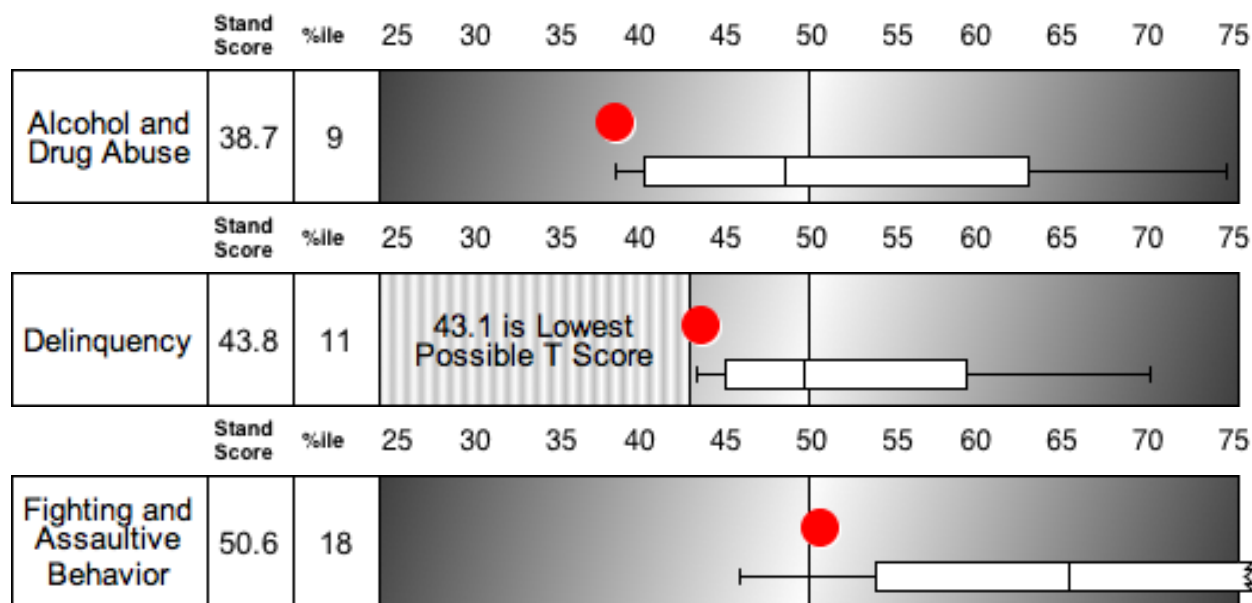 Stand Score %ile 25 30 35 40 45 50 55 60 65 70 75
Alcohol and
Drug Abuse 38.7 9
Stand Score %ile 25 30 35 40 45 50 55 60 65 70 75
Delinquency 43.8 11 43.1 is Lowest
Possible T Score
Stand Score %ile 25 30 35 40 45 50 55 60 65 70 75
Fighting and
Assaultive 50.6 18
Behavior